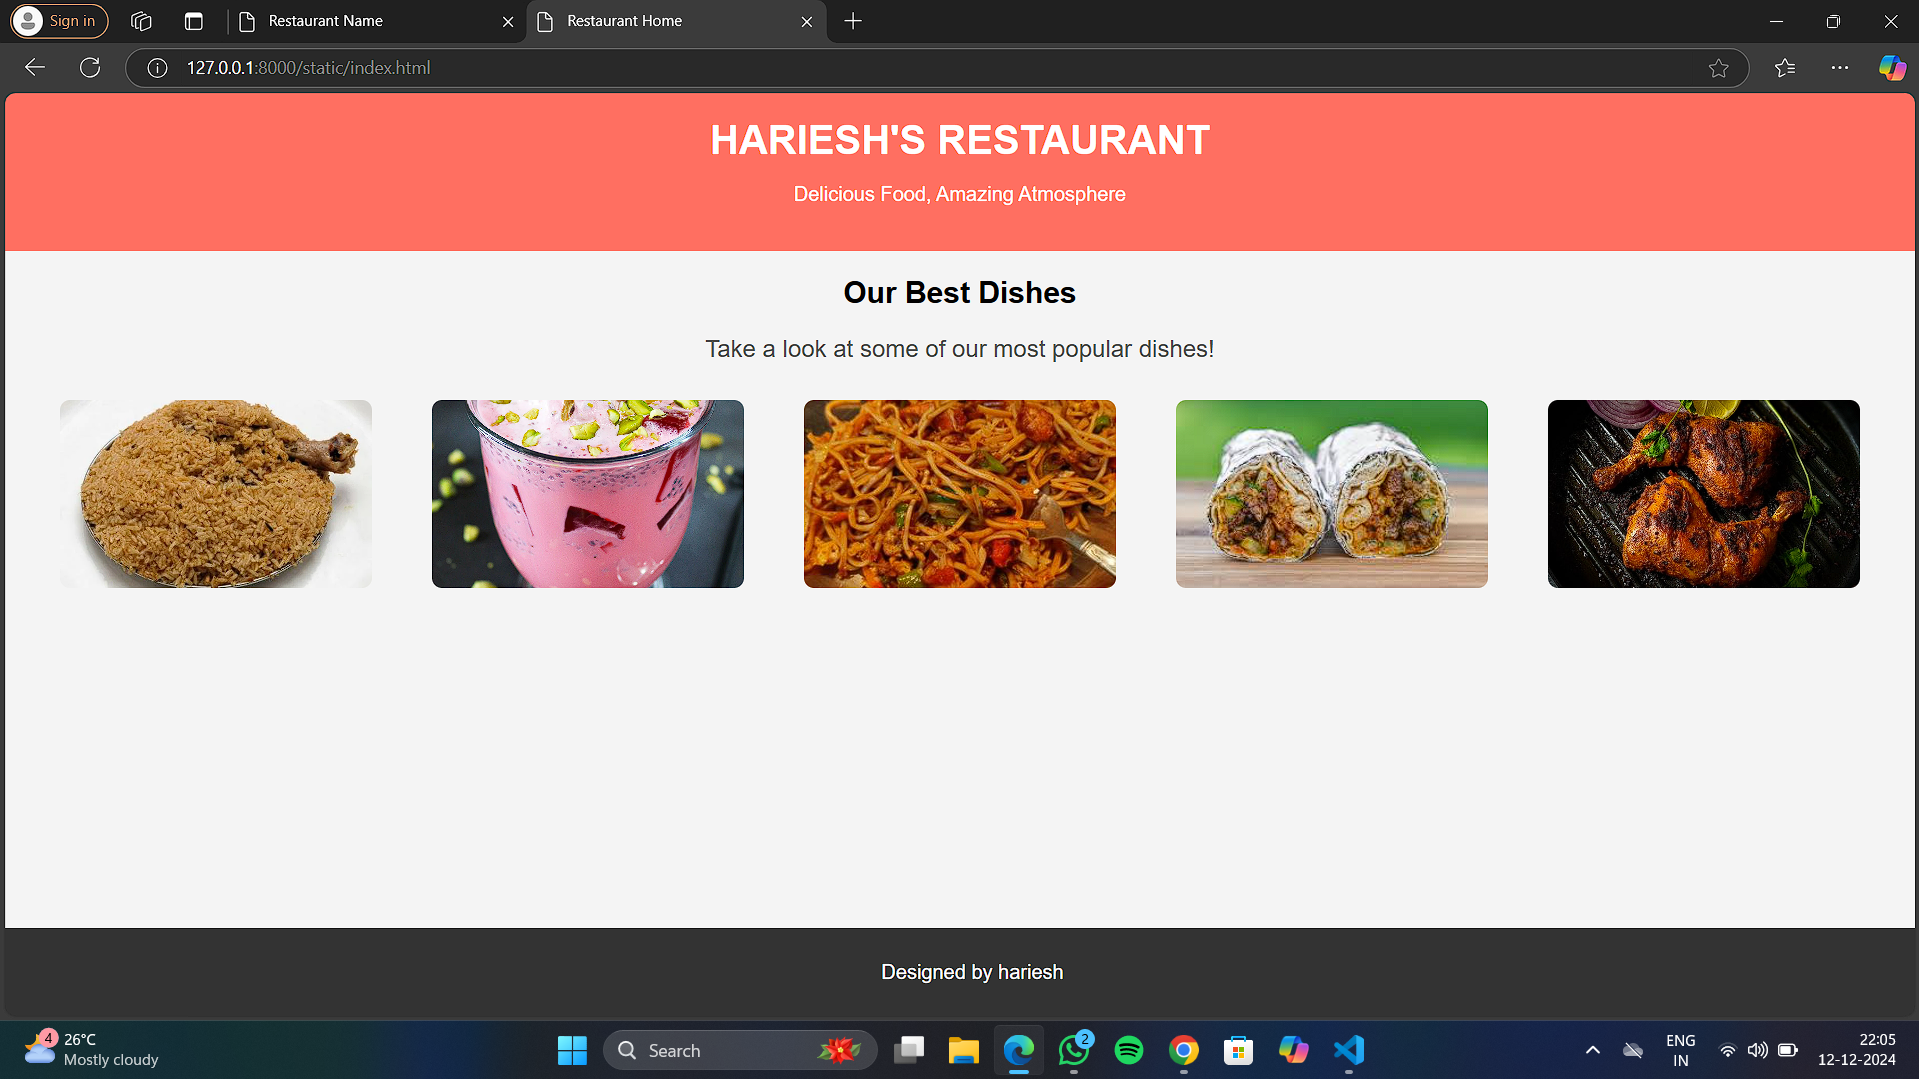 Sign in
Restaurant Name
Restaurant Home
127.0.0.1:8000/static/index.html
HARIESH'S RESTAURANT
Delicious Food, Amazing Atmosphere
Our Best Dishes
Take a look at some of our most popular dishes!
Designed by hariesh
4
26°C
Mostly cloudy
Search
2
ENG
IN
22:05
12-12-2024